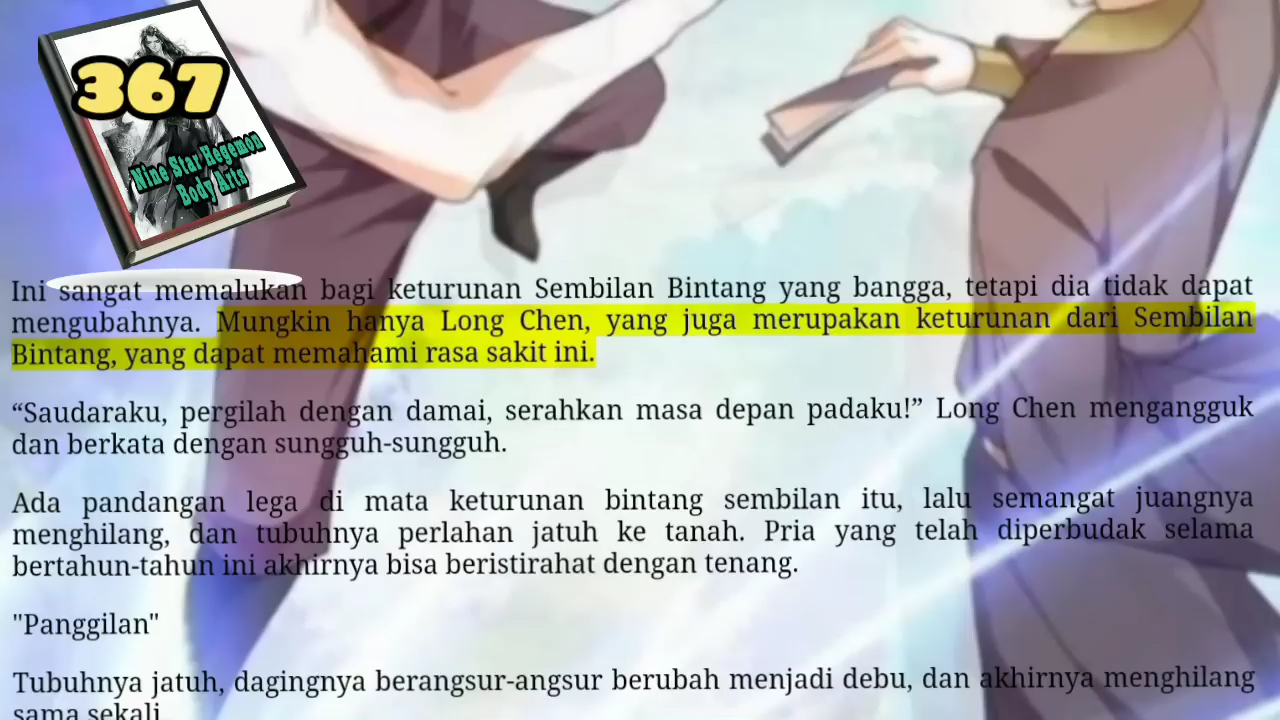 367
Nine Star Hegemon
Body Arts
Ini sangat memalukan bagi keturunan Sembilan Bintang yang bangga, tetapi dia tidak dapat
mengubahnya. Mungkin hanya Long Chen, yang juga merupakan keturunan dari Sembilan
Bintang, yang dapat memahami rasa sakit ini.
“Saudaraku, pergilah dengan damai, serahkan masa depan padaku!” Long Chen mengangguk
dan berkata dengan sungguh-sungguh.
Ada pandangan lega di mata keturunan bintang sembilan itu, lalu semangat juangnya
menghilang, dan tubuhnya perlahan jatuh ke tanah. Pria yang telah diperbudak selama
bertahun-tahun ini akhirnya bisa beristirahat dengan tenang.
"Panggilan"
Tubuhnya jatuh, dagingnya berangsur-angsur berubah menjadi debu, dan akhirnya menghilang
sama sekali